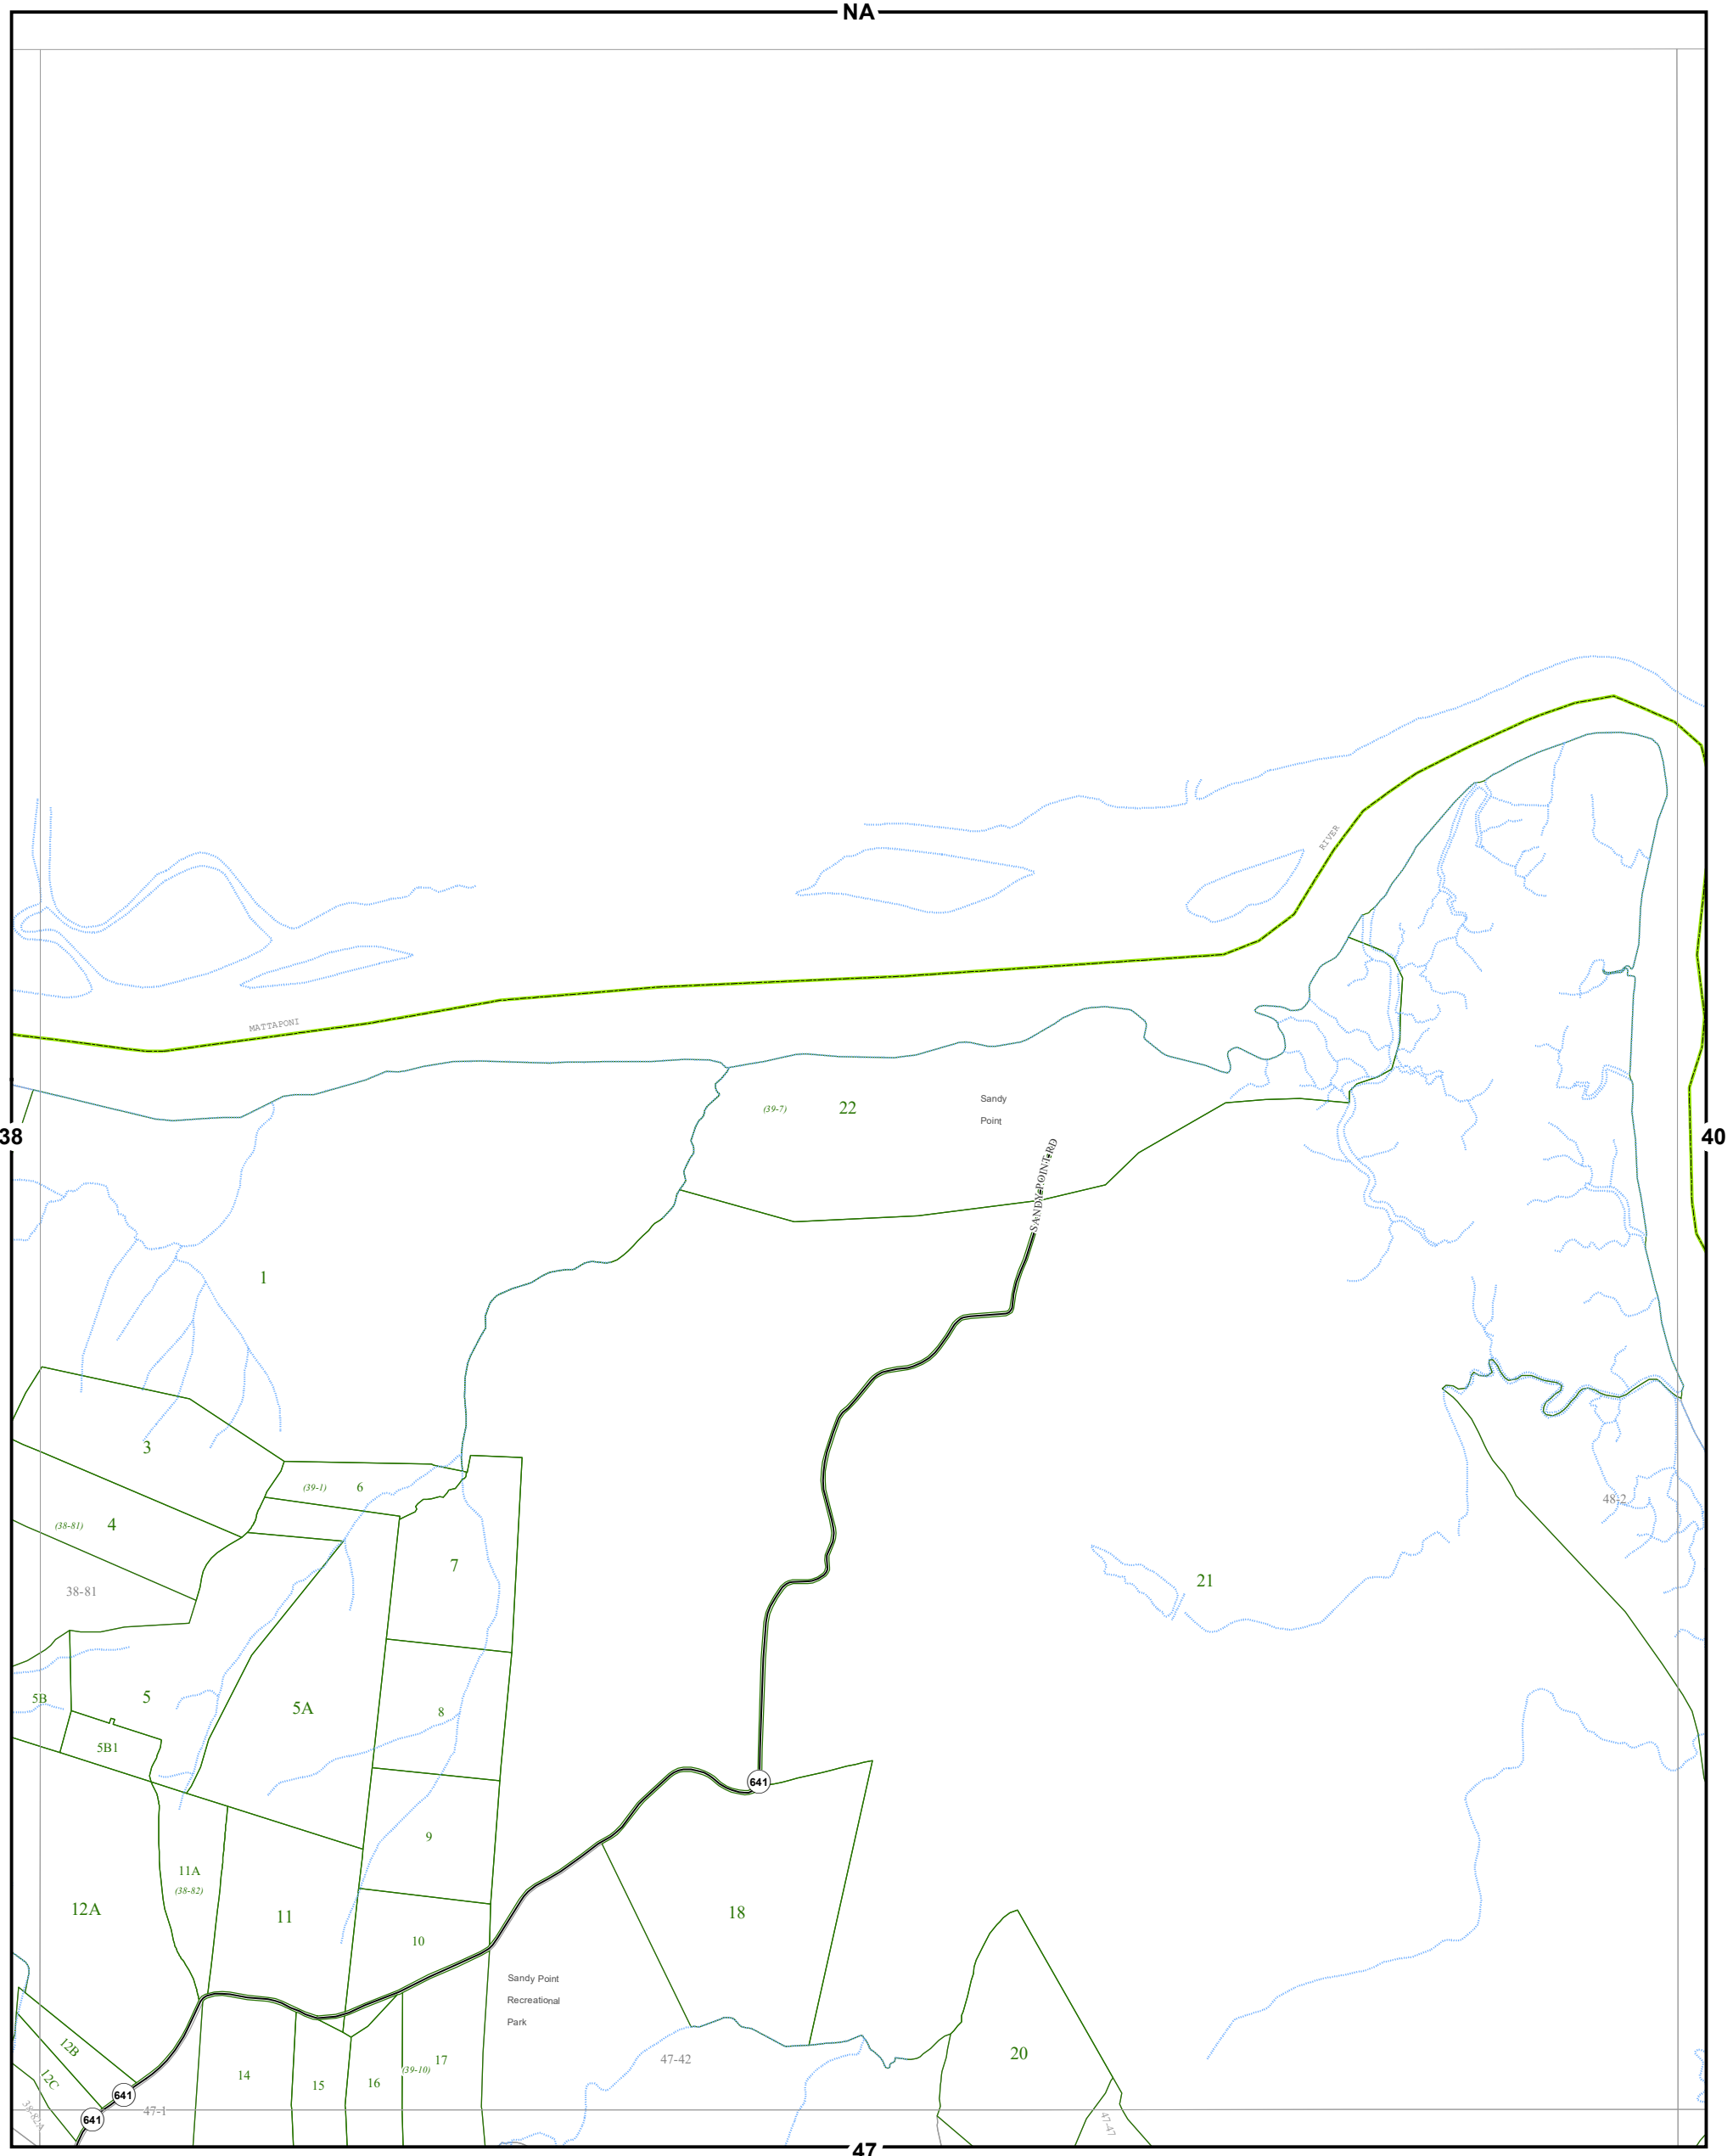 NA
RIVER
MATTAPONI
38
40
(39-7) 22
Sandy
Point
SANDY POINT RD
1
3
(39-1) 6
(38-81) 4
48-2
7
21
38-81
5B
5
5A
8
5B1
641
9
11A
(38-82)
12A
11
18
10
Sandy Point
Recreational
Park
12B
20
47-42
17
(39-10)
14
15
16
12C
641
38-82A
47-1
641
47-47
47